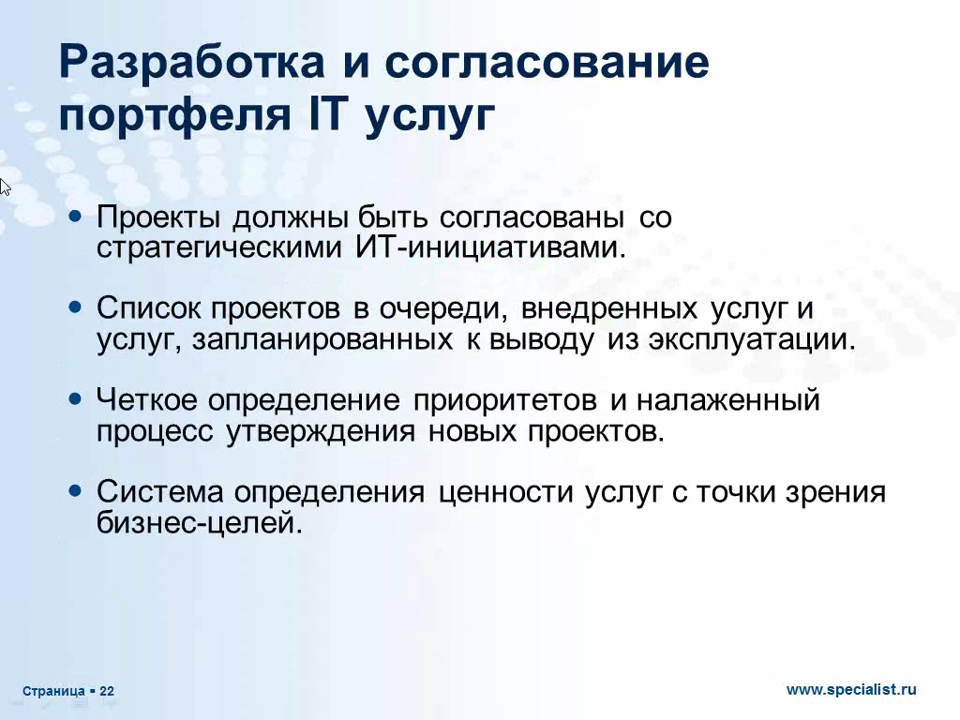 Разработка и согласование
портфеля IT услуг
• Проекты должны быть согласованы со
стратегическими ИТ-инициативами.
• Список проектов в очереди, внедренных услуг и
услуг, запланированных к выводу из эксплуатации.
• Четкое определение приоритетов и налаженный
процесс утверждения новых проектов.
• Система определения ценности услуг с точки зрения
бизнес-целей.
Страница ▪ 22
www.specialist.ru